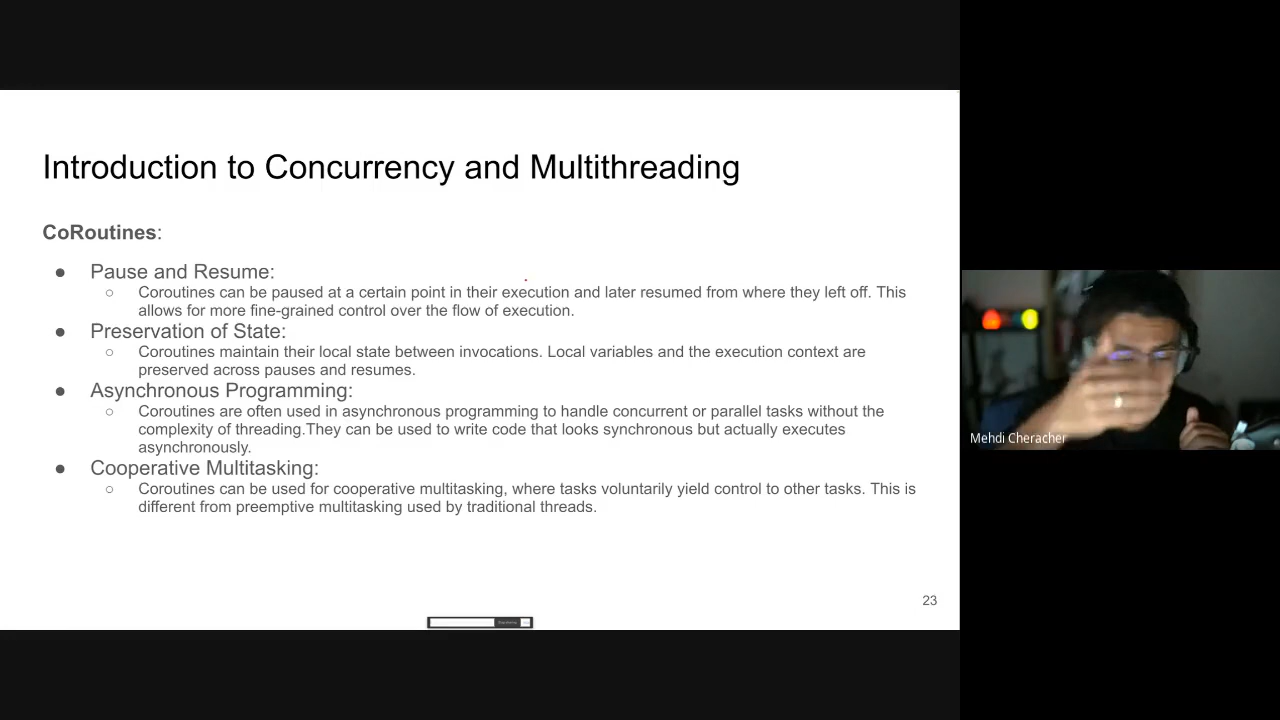 Introduction to Concurrency and Multithreading
CoRoutines:
● Pause and Resume:
○ Coroutines can be paused at a certain point in their execution and later resumed from where they left off. This
allows for more fine-grained control over the flow of execution.
● Preservation of State:
○ Coroutines maintain their local state between invocations. Local variables and the execution context are
preserved across pauses and resumes.
● Asynchronous Programming:
○ Coroutines are often used in asynchronous programming to handle concurrent or parallel tasks without the
complexity of threading.They can be used to write code that looks synchronous but actually executes
asynchronously.
● Cooperative Multitasking:
○ Coroutines can be used for cooperative multitasking, where tasks voluntarily yield control to other tasks. This is
different from preemptive multitasking used by traditional threads.
23
Mehdi Cheracher